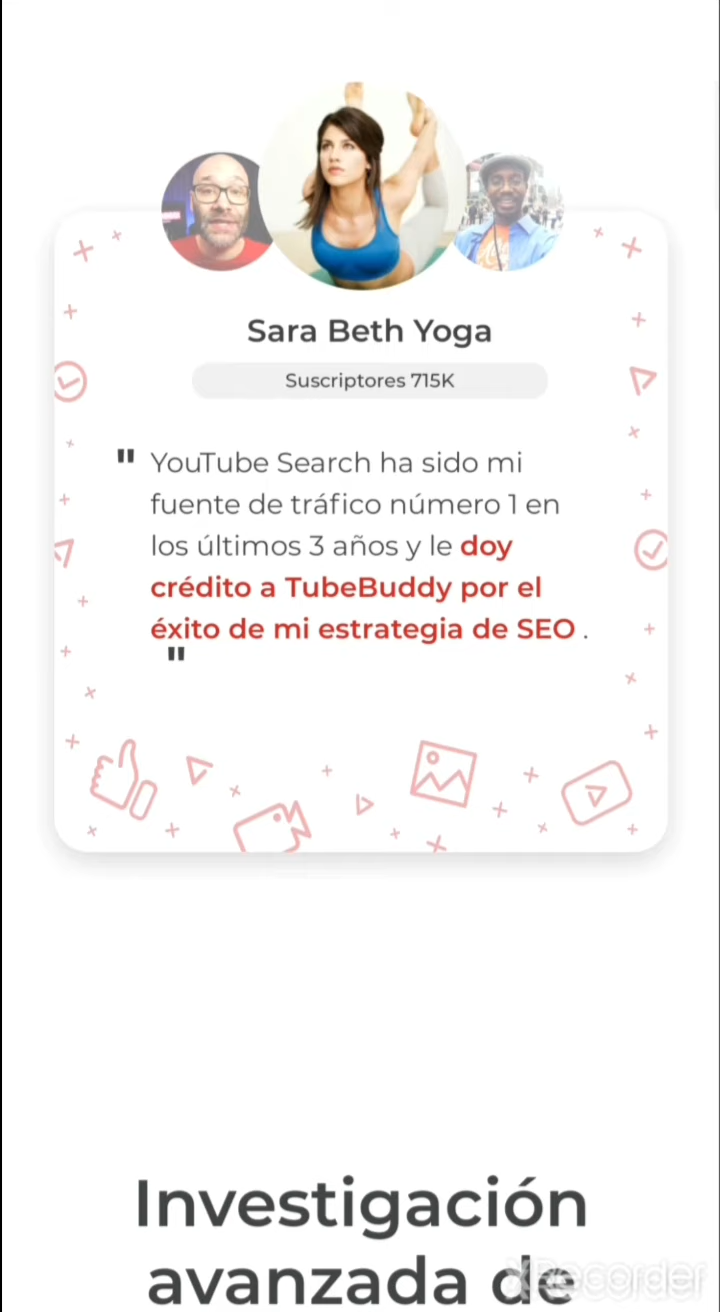 Sara Beth Yoga
Suscriptores 715K
" YouTube Search ha sido mi
fuente de tráfico número 1 en
los últimos 3 años y le doy
crédito a TubeBuddy por el
éxito de mi estrategia de SEO .
"
Investigación
avanzada de
XRecorder